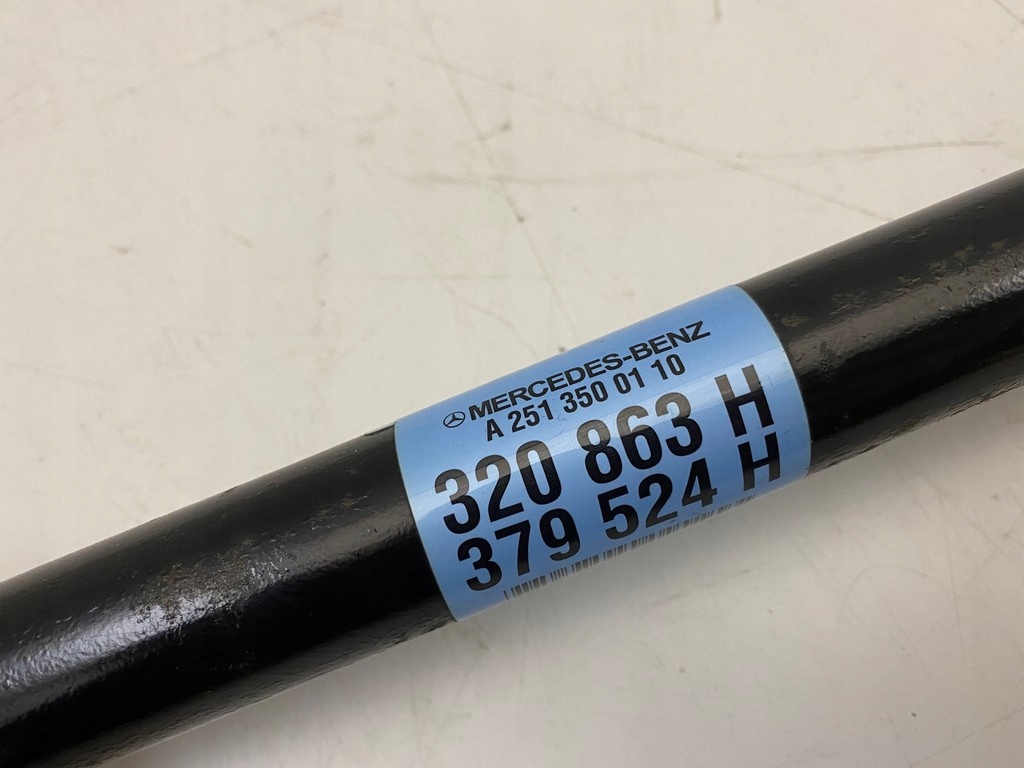 MERCEDES-BENZ
A 251 350 01 10
320 863 H
379 524 H